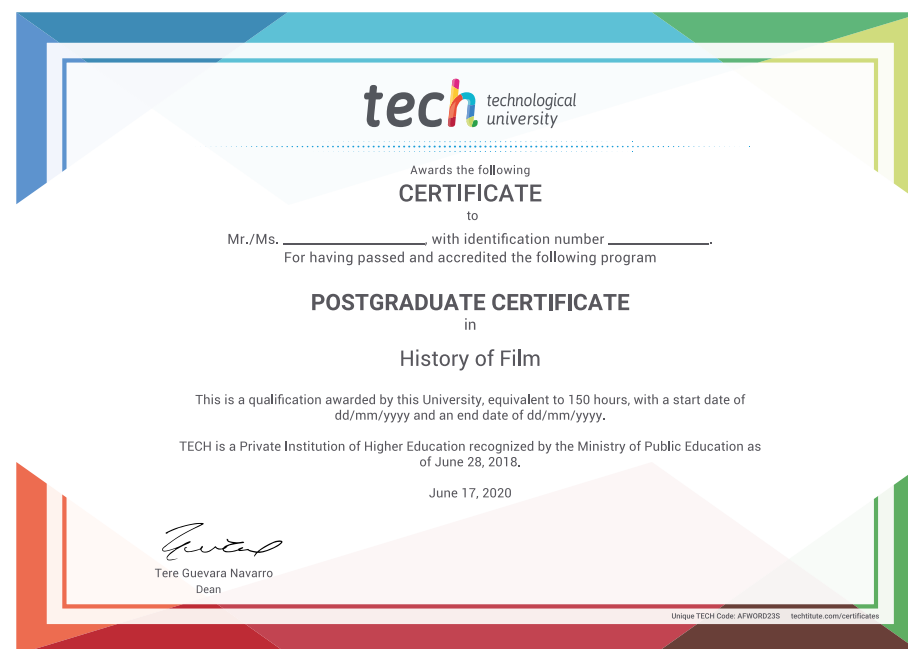 tech technological
university
Awards the following
CERTIFICATE
to
Mr./Ms. ____________________, with identification number ______________.
For having passed and accredited the following program
POSTGRADUATE CERTIFICATE
in
History of Film
This is a qualification awarded by this University, equivalent to 150 hours, with a start date of
dd/mm/yyyy and an end date of dd/mm/yyyy.
TECH is a Private Institution of Higher Education recognized by the Ministry of Public Education as
of June 28, 2018.
June 17, 2020
Tere Guevara Navarro
Dean
Unique TECH Code: AFWORD23S techtitute.com/certificates